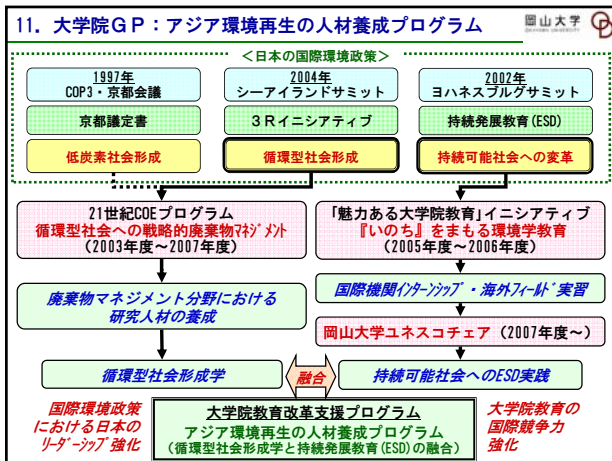 11．大学院ＧＰ：アジア環境再生の人材養成プログラム
岡山大学
OKAYAMA UNIVERSITY
＜日本の国際環境政策＞
1997年
COP3・京都会議
2004年
シーアイランドサミット
2002年
ヨハネスブルグサミット
京都議定書
３Ｒイニシアティブ
持続発展教育(ESD)
低炭素社会形成
循環型社会形成
持続可能社会への変革
21世紀COEプログラム
循環型社会への戦略的廃棄物ﾏﾈｼﾞﾒﾝﾄ
(2003年度～2007年度)
「魅力ある大学院教育」イニシアティブ
『いのち』をまもる環境学教育
(2005年度～2006年度)
廃棄物マネジメント分野における
研究人材の養成
国際機関ｲﾝﾀｰﾝｼｯﾌﾟ・海外ﾌｨｰﾙﾄﾞ実習
岡山大学ユネスコチェア (2007年度～)
循環型社会形成学
融合
持続可能社会へのESD実践
国際環境政策
における日本の
ﾘｰﾀﾞｰｼｯﾌﾟ強化
大学院教育改革支援プログラム
アジア環境再生の人材養成プログラム
(循環型社会形成学と持続発展教育(ESD)の融合)
大学院教育の
国際競争力
強化